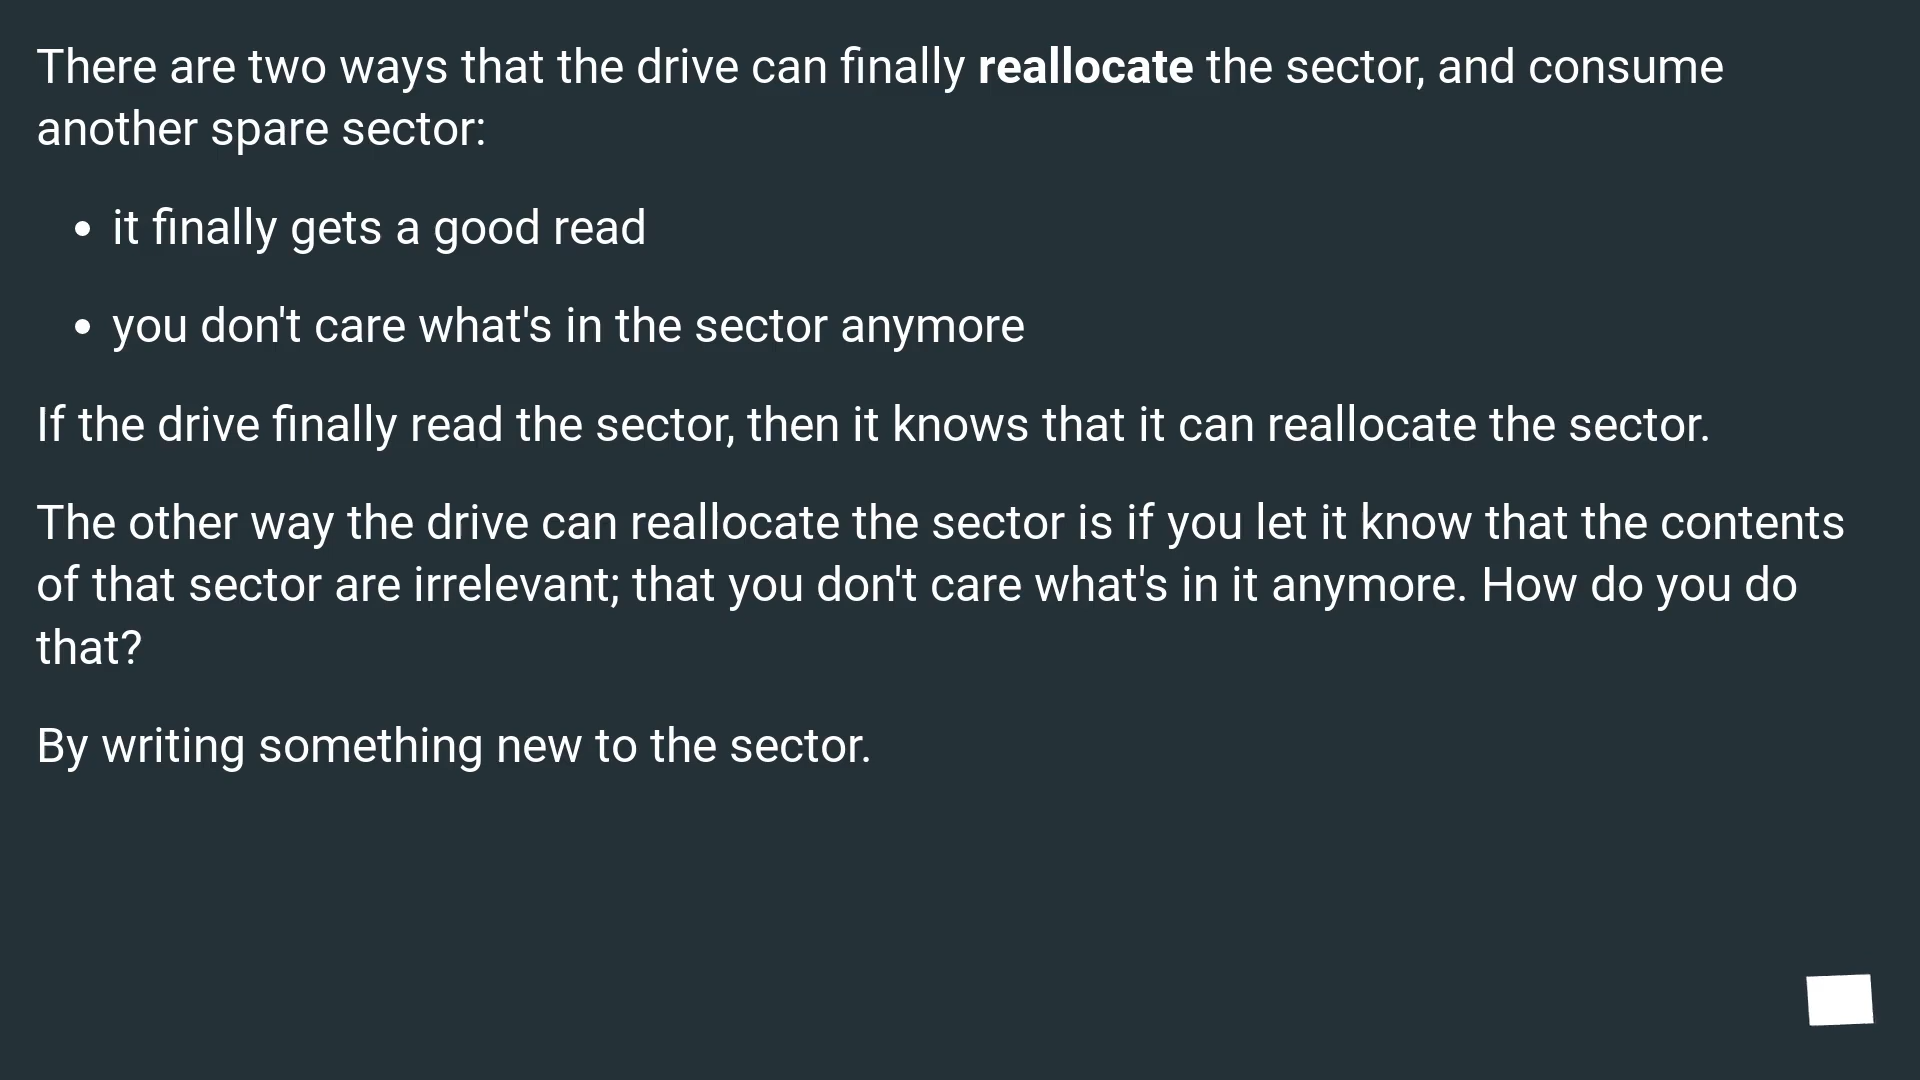 There are two ways that the drive can finally reallocate the sector, and consume
another spare sector:
• it finally gets a good read
• you don't care what's in the sector anymore
If the drive finally read the sector, then it knows that it can reallocate the sector.
The other way the drive can reallocate the sector is if you let it know that the contents
of that sector are irrelevant; that you don't care what's in it anymore. How do you do
that?
By writing something new to the sector.